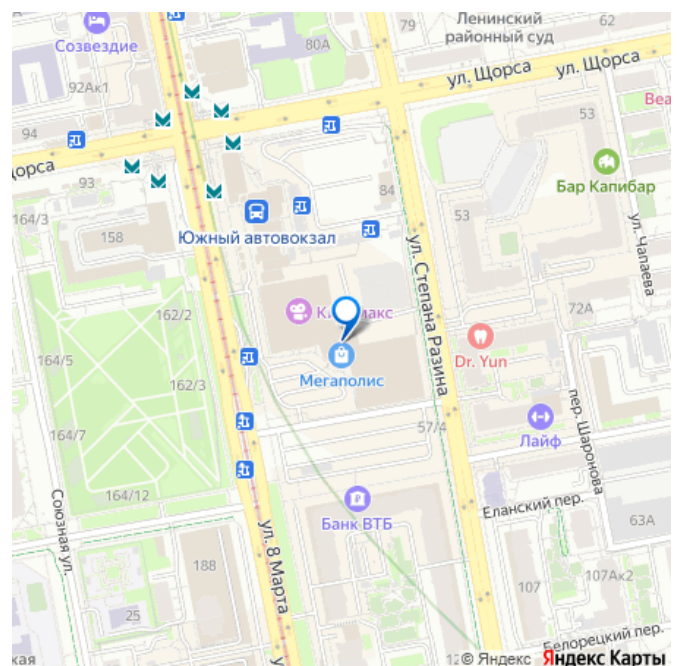 79
Ленинский
районный суд
62
Созвездие
80А
92Ак1
ул. Щорса
ул. Щорса
53
94
93
84
Бар Капибар
164/3
158
Южный автовокзал
53
ул. Чапаева
ул. Степана Разина
162/2
72А
164/5
Dr. Yun
162/3
Мегаполис
пер. Шаронова
57/4
Лайф
164/7
164/12
Банк ВТБ
Еланский пер.
63А
Союзная ул.
ул. 8 Марта
188
107
107Ак2
25
Белорецкий пер.
© Яндекс Яндекс Карты